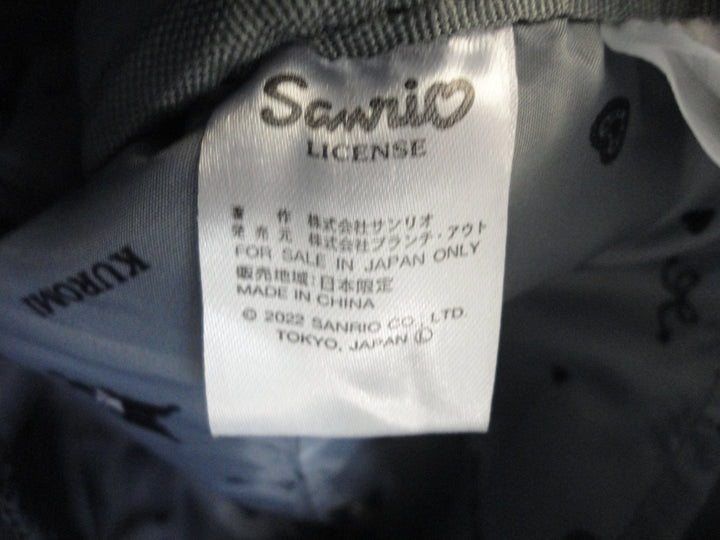 Sanrio
LICENSE
著 作 株式会社サンリオ
発 売 元 株式会社ブランチ・アウト
FOR SALE IN JAPAN ONLY
販売地域:日本限定
MADE IN CHINA
© 2022 SANRIO CO., LTD.
TOKYO, JAPAN Ⓛ
KUROMI